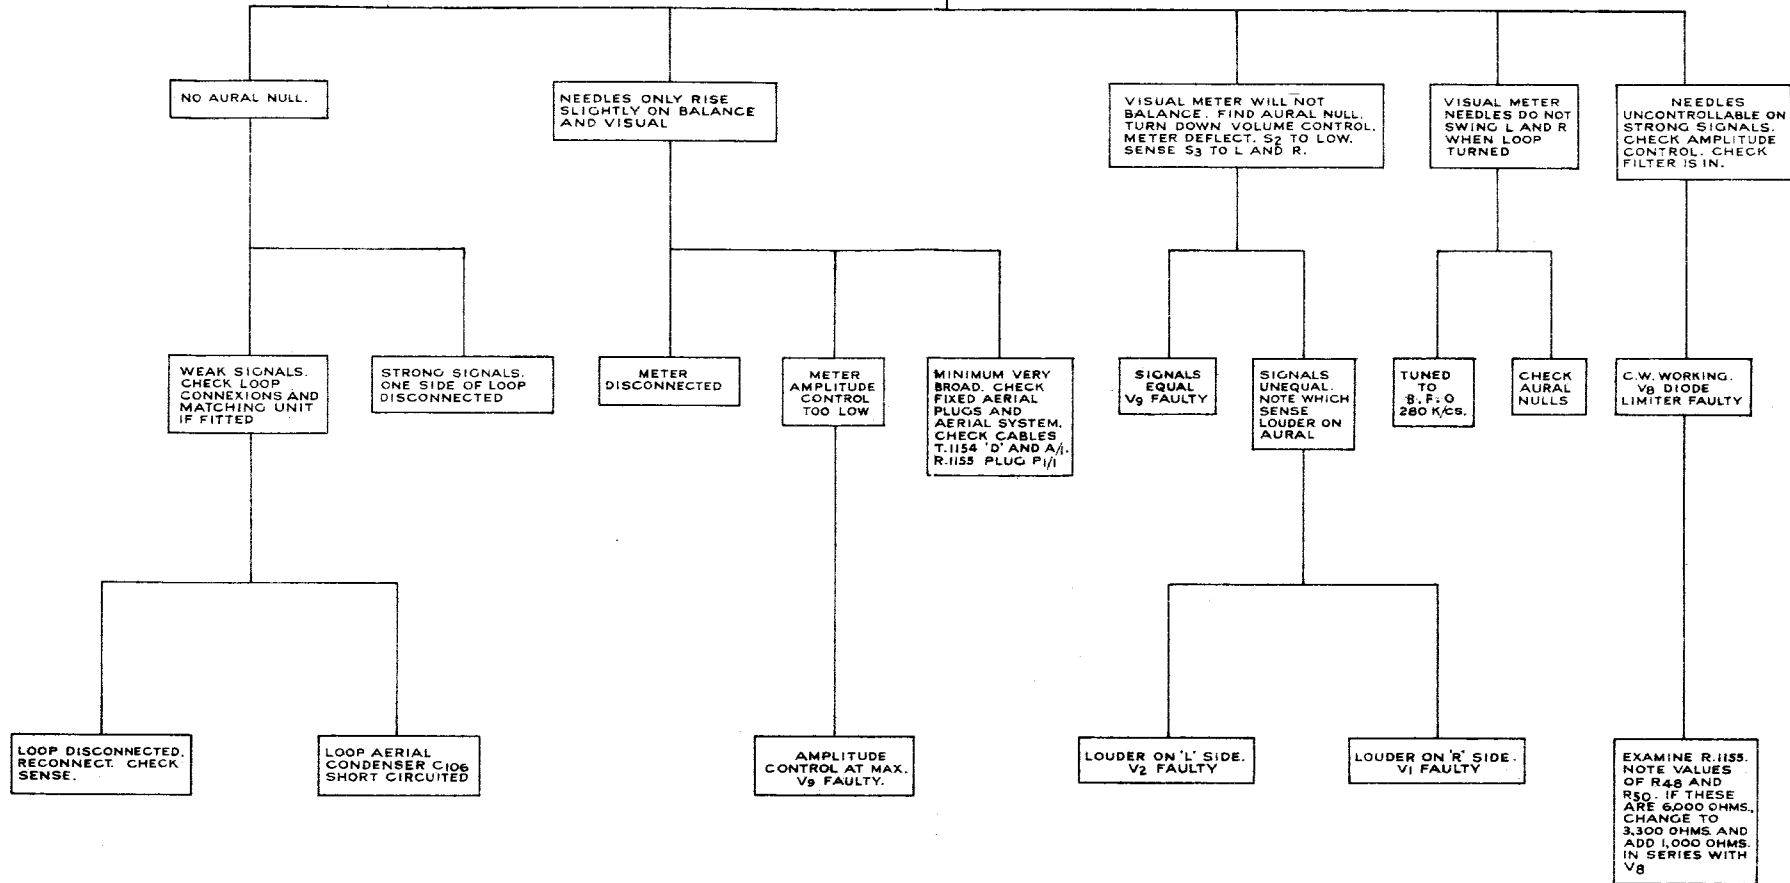 NO AURAL NULL.
NEEDLES ONLY RISE
SLIGHTLY ON BALANCE
AND VISUAL
VISUAL METER WILL NOT
BALANCE. FIND AURAL NULL.
TURN DOWN VOLUME CONTROL.
METER DEFLECT. S2 TO LOW.
SENSE S3 TO L AND R.
VISUAL METER
NEEDLES DO NOT
SWING L AND R
WHEN LOOP
TURNED
NEEDLES
UNCONTROLLABLE ON
STRONG SIGNALS.
CHECK AMPLITUDE
CONTROL. CHECK
FILTER IS IN.
WEAK SIGNALS.
CHECK LOOP
CONNEXIONS AND
MATCHING UNIT
IF FITTED
STRONG SIGNALS.
ONE SIDE OF LOOP
DISCONNECTED
METER
DISCONNECTED
METER
AMPLITUDE
CONTROL
TOO LOW
MINIMUM VERY
BROAD. CHECK
FIXED AERIAL
PLUGS AND
AERIAL SYSTEM.
CHECK CABLES
T.1154 'D' AND A/1.
R.1155 PLUG P1/1
SIGNALS
EQUAL
V9 FAULTY
SIGNALS
UNEQUAL.
NOTE WHICH
SENSE
LOUDER ON
AURAL
TUNED
TO
B.F.O
280 K/CS.
CHECK
AURAL
NULLS
C.W. WORKING.
V8 DIODE
LIMITER FAULTY
LOOP DISCONNECTED.
RECONNECT. CHECK
SENSE.
LOOP AERIAL
CONDENSER C106
SHORT CIRCUITED
AMPLITUDE
CONTROL AT MAX.
V9 FAULTY.
LOUDER ON 'L' SIDE.
V2 FAULTY
LOUDER ON 'R' SIDE.
V1 FAULTY
EXAMINE R.1155.
NOTE VALUES
OF R48 AND
R50. IF THESE
ARE 6,000 OHMS.,
CHANGE TO
3,300 OHMS. AND
ADD 1,000 OHMS.
IN SERIES WITH
V8